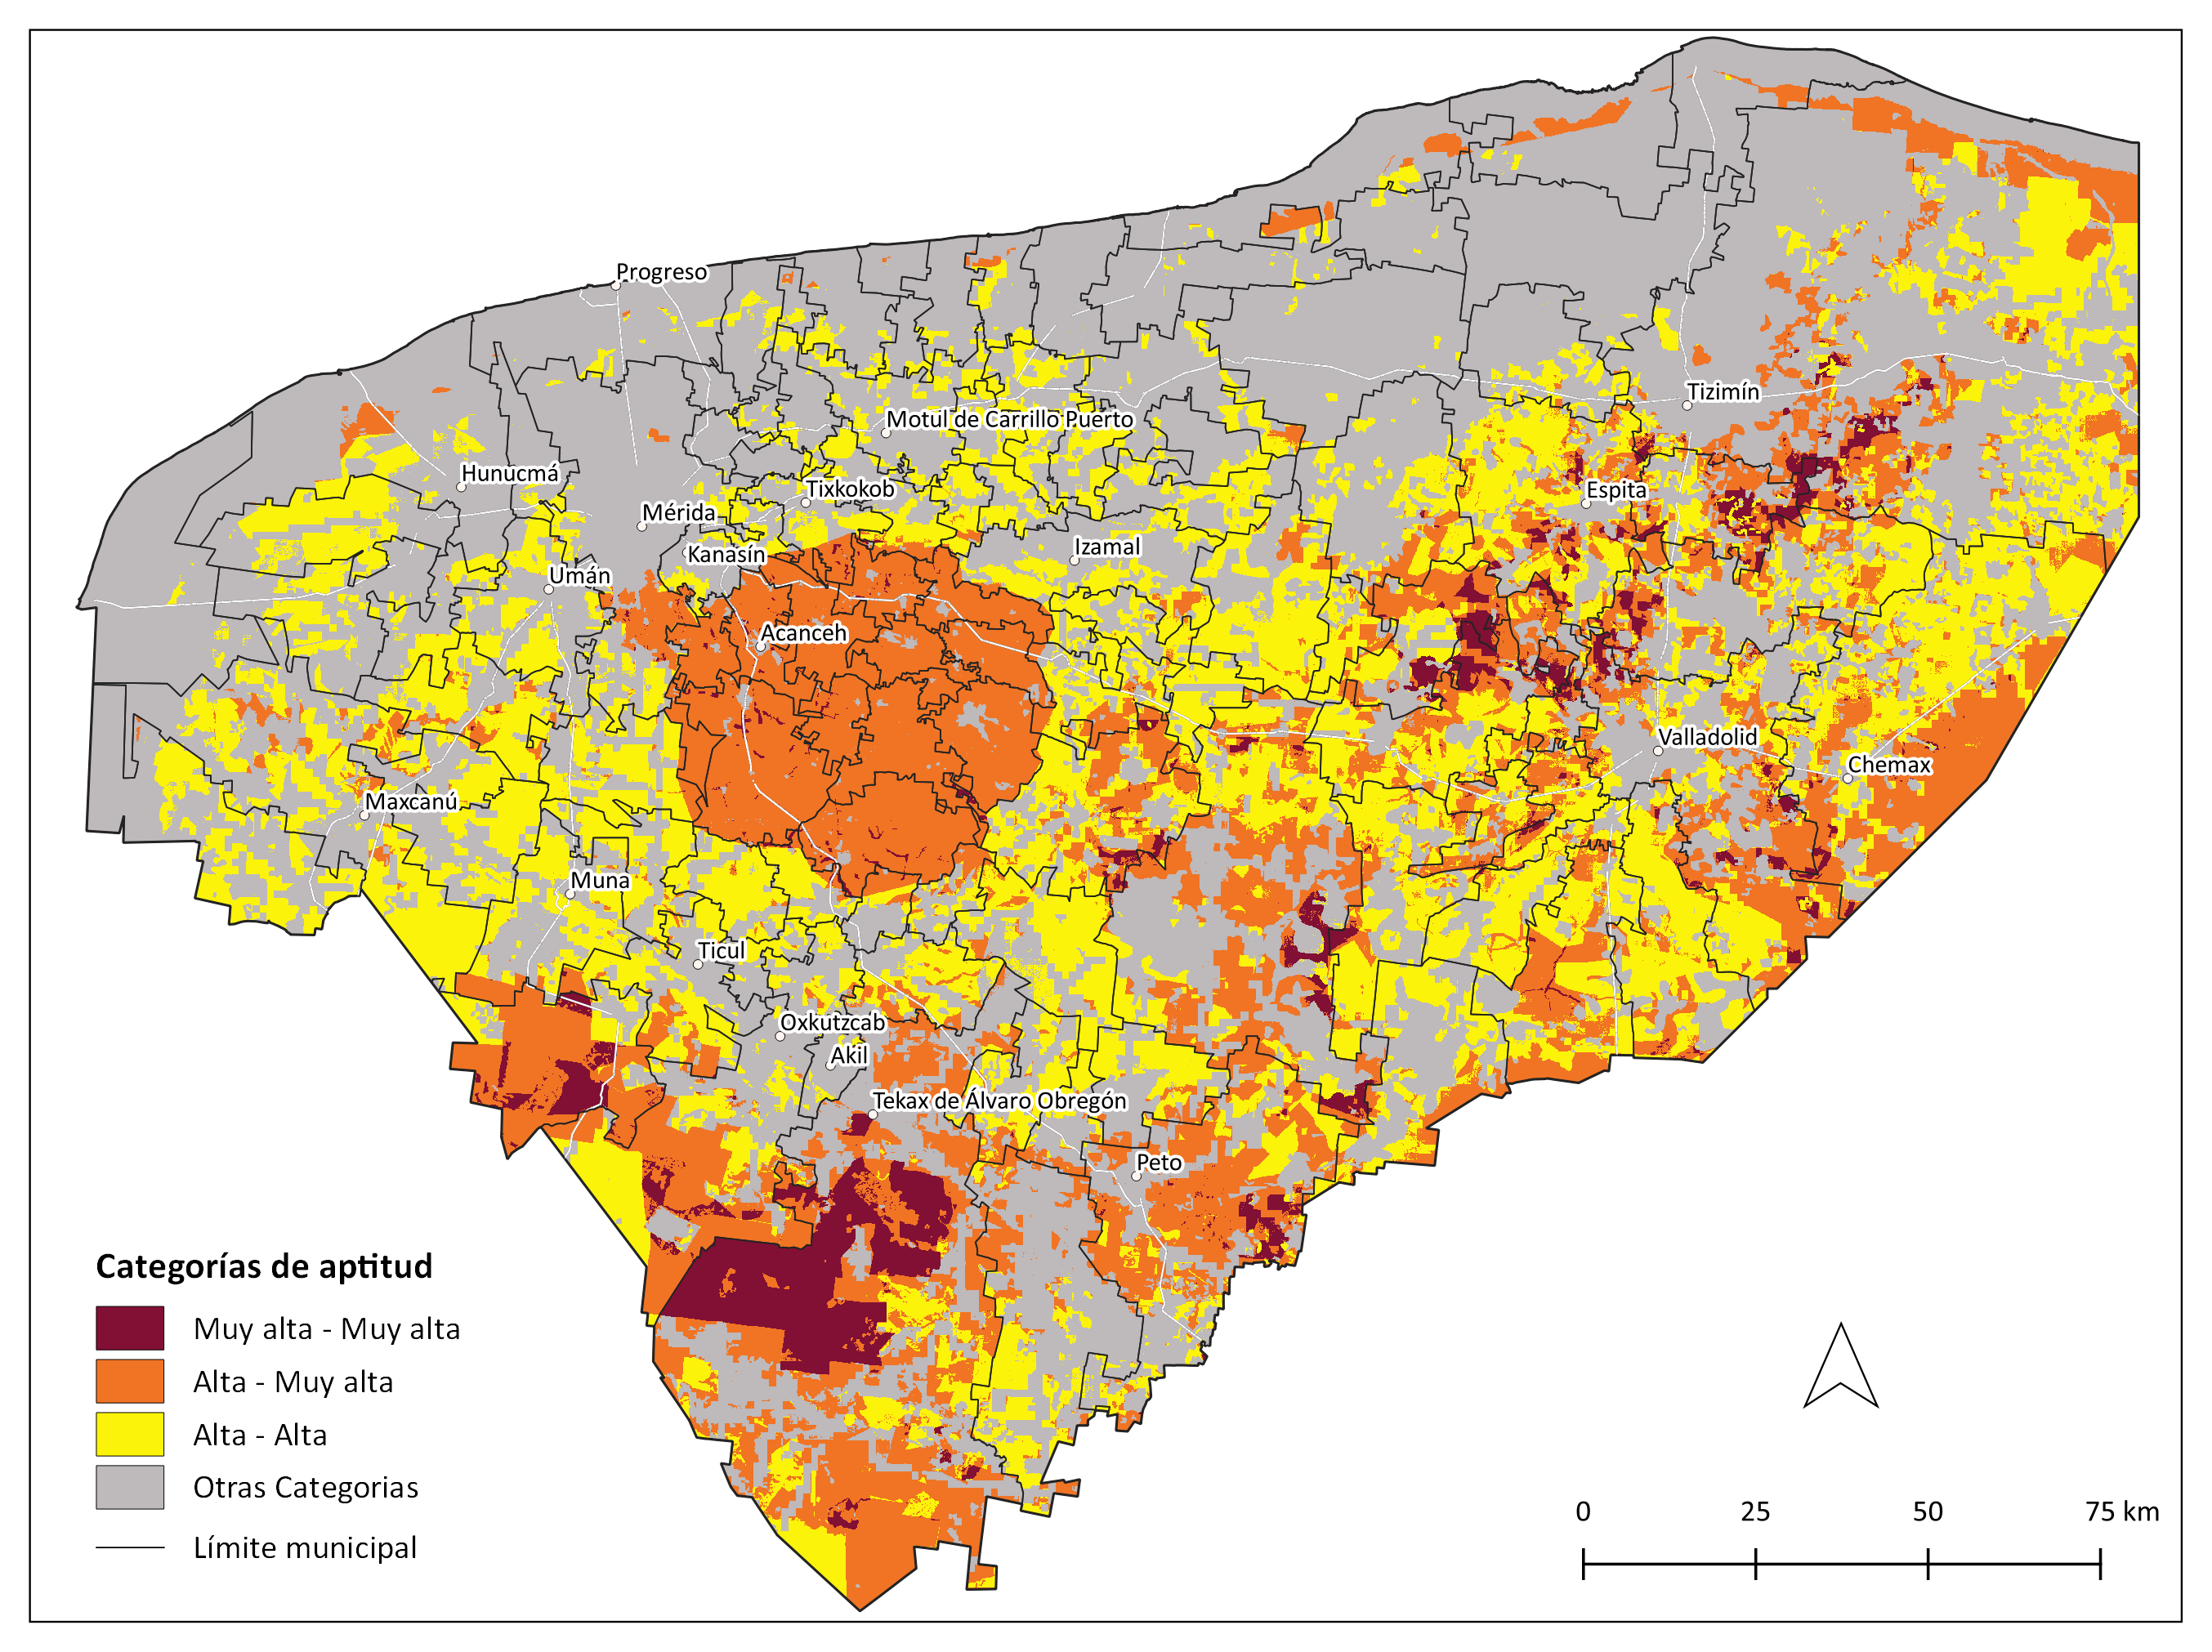 Progreso
Tizimín
Motul de Carrillo Puerto
Hunucmá
Tixkokob
Espita
Mérida
Kanasín
Izamal
Umán
Acanceh
Valladolid
Chemax
Maxcanú
Muna
Ticul
Oxkutzcab
Akil
Tekax de Álvaro Obregón
Peto
Categorías de aptitud
Muy alta - Muy alta
Alta - Muy alta
Alta - Alta
Otras Categorias
Límite municipal
0 25 50 75 km